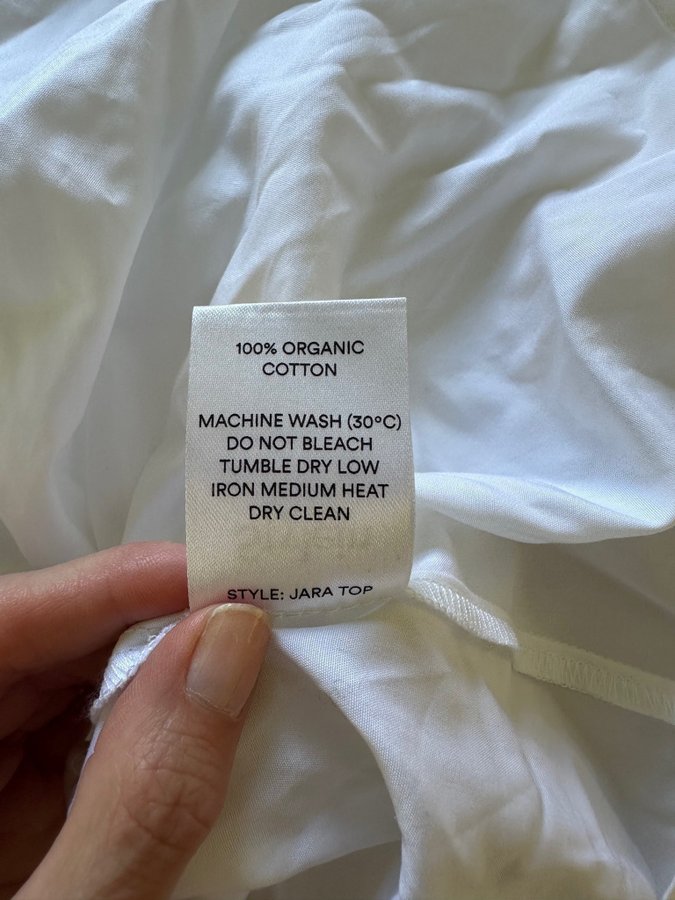 100% ORGANIC
COTTON
MACHINE WASH (30°C)
DO NOT BLEACH
TUMBLE DRY LOW
IRON MEDIUM HEAT
DRY CLEAN
STYLE: JARA TOP